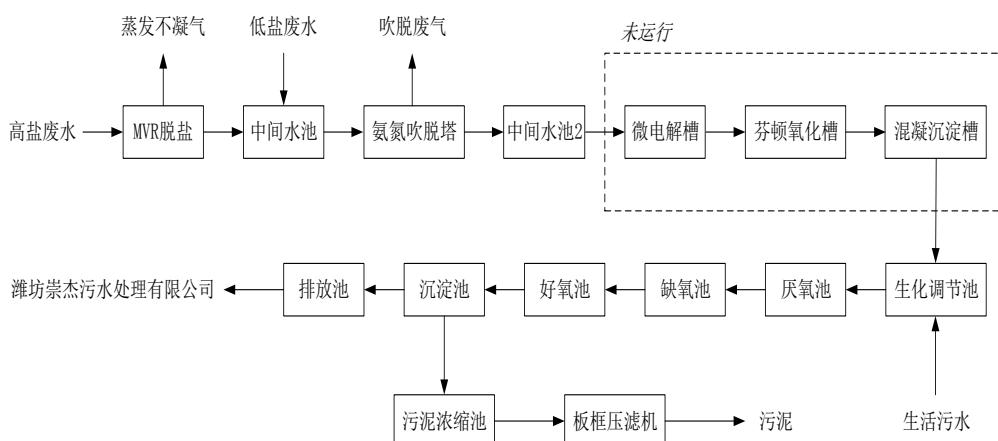 蒸发不凝气
低盐废水
吹脱废气
未运行
高盐废水
MVR脱盐
中间水池
氨氮吹脱塔
中间水池2
微电解槽
芬顿氧化槽
混凝沉淀槽
潍坊崇杰污水处理有限公司
排放池
沉淀池
好氧池
缺氧池
厌氧池
生化调节池
污泥浓缩池
板框压滤机
污泥
生活污水